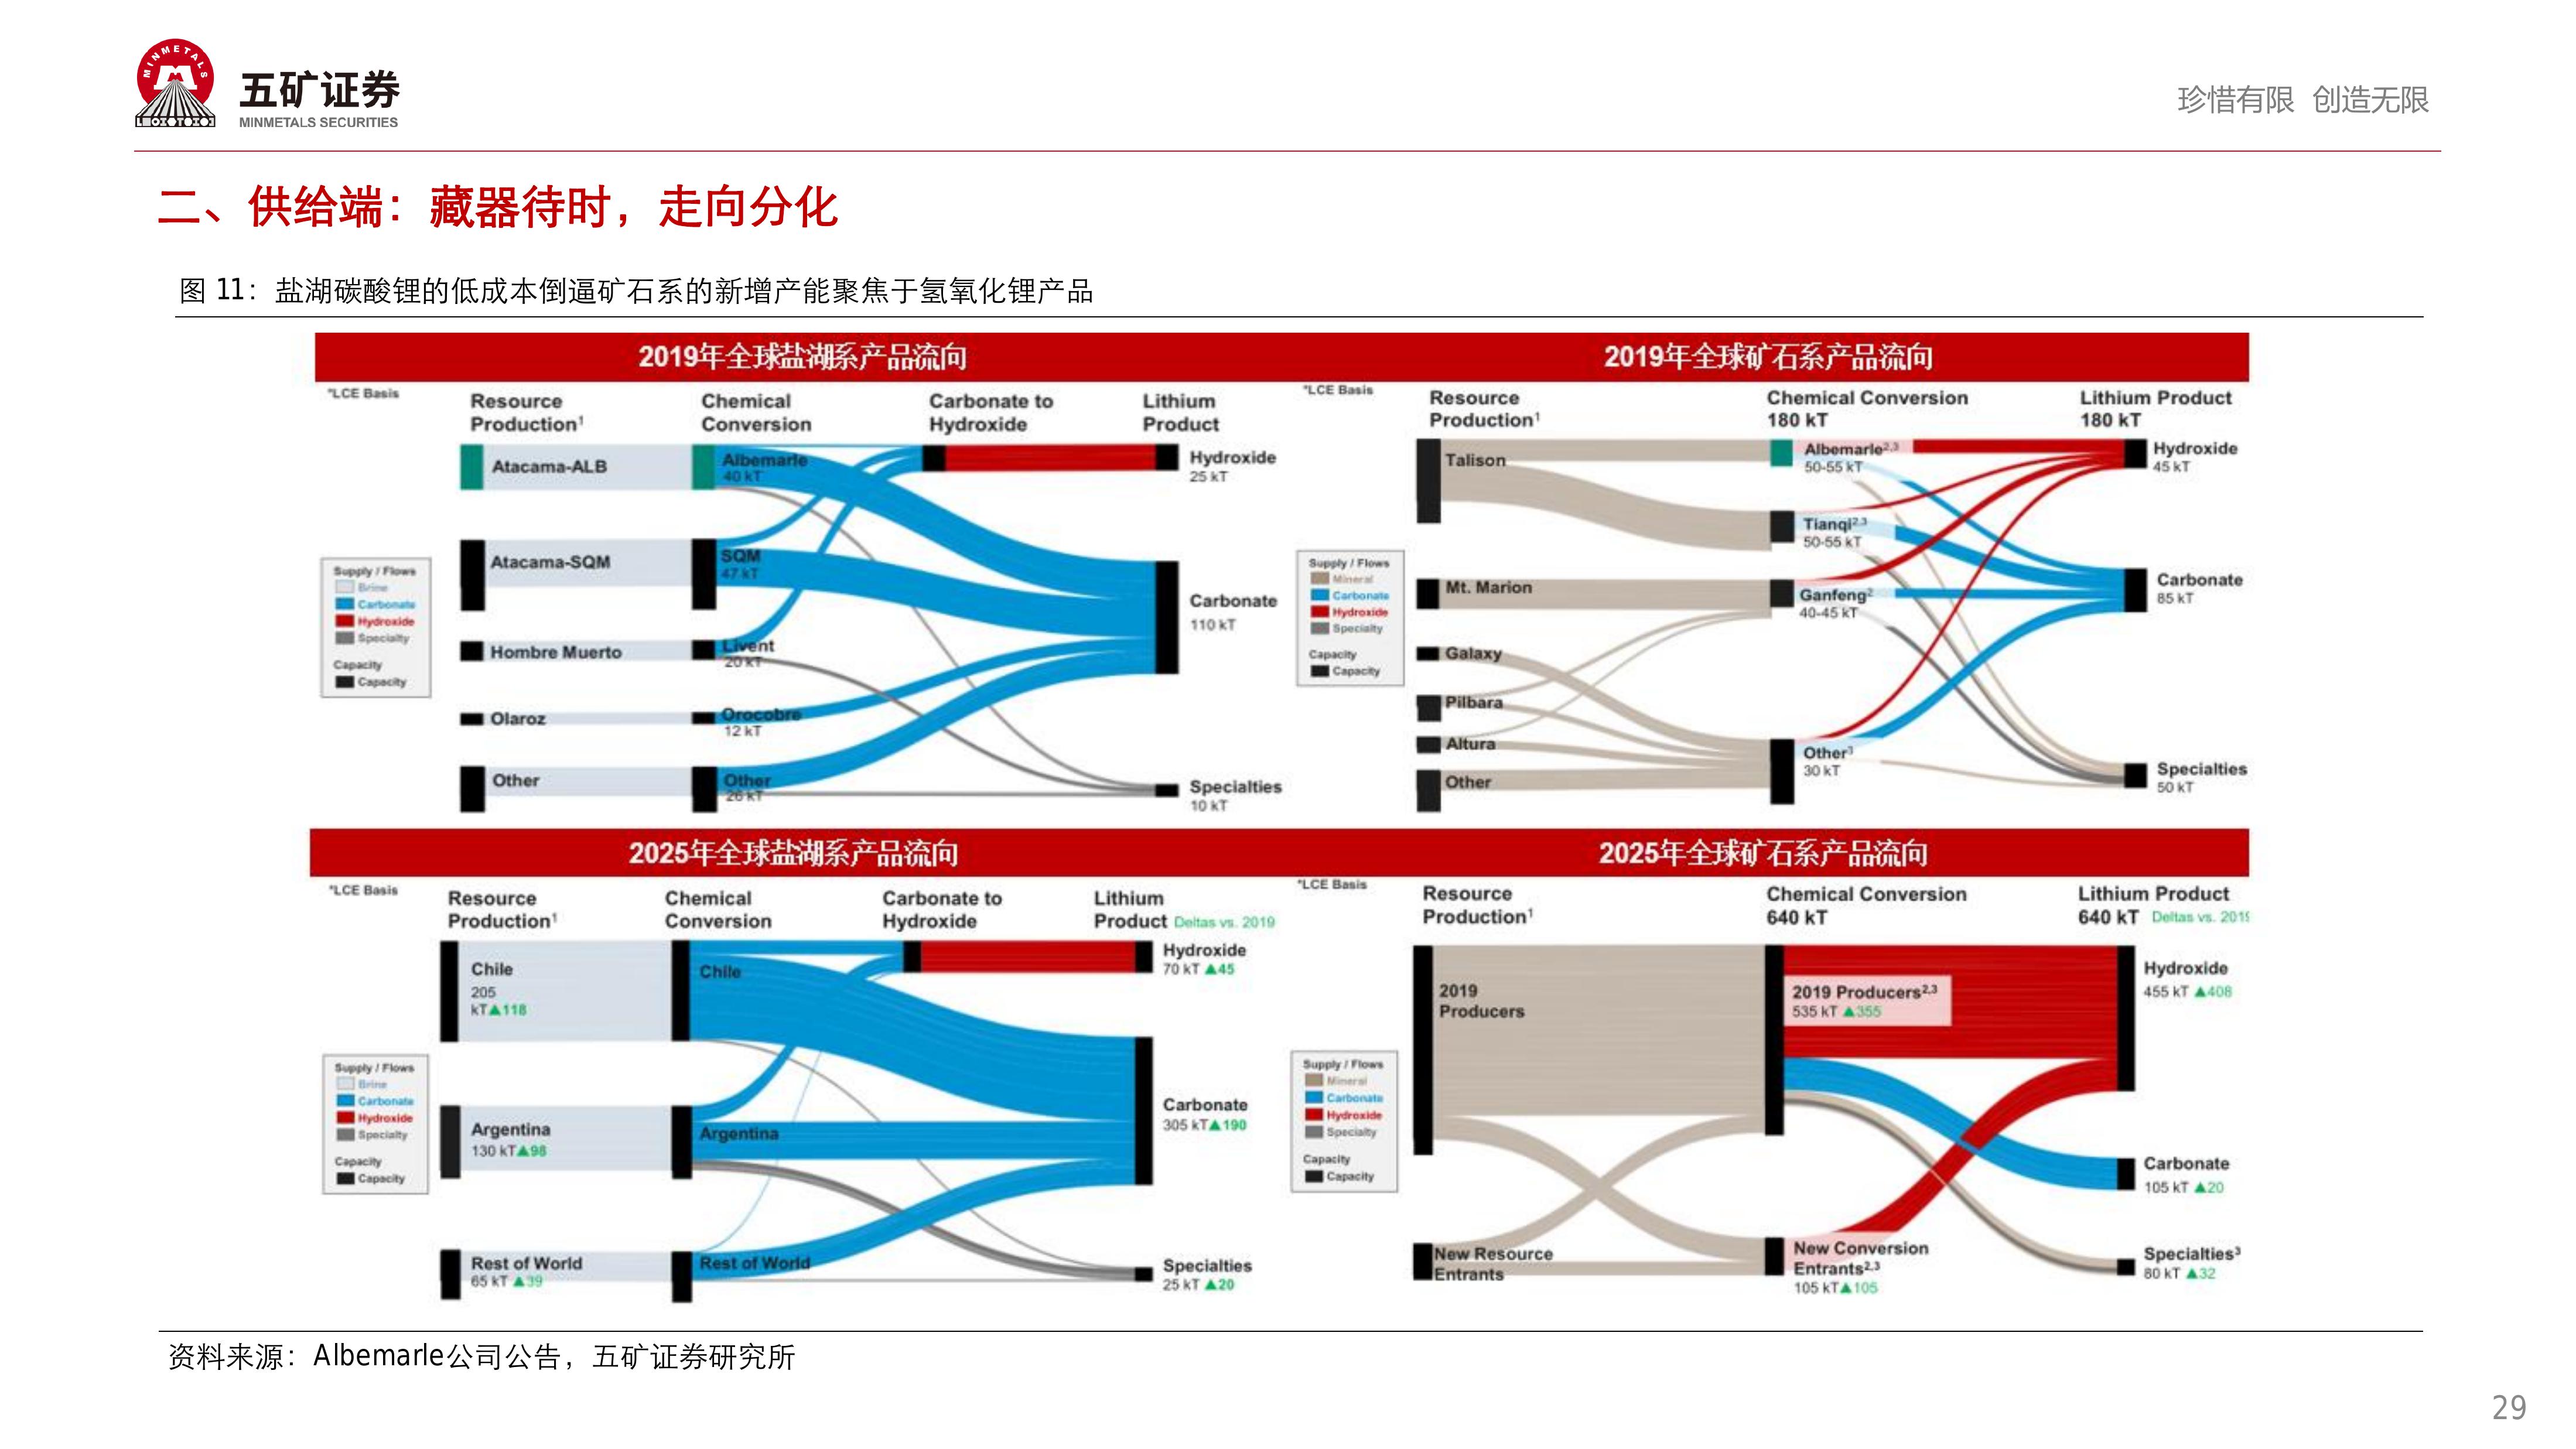 MINMETALS
五矿证券
MINMETALS SECURITIES
珍惜有限 创造无限
二、供给端：藏器待时，走向分化
图 11：盐湖碳酸锂的低成本倒逼矿石系的新增产能聚焦于氢氧化锂产品
2019年全球盐湖系产品流向
*LCE Basis
Resource
Production¹
Chemical
Conversion
Carbonate to
Hydroxide
Lithium
Product
Atacama-ALB
Albemarle
40 kT
Hydroxide
25 kT
Atacama-SQM
SQM
47 kT
Supply / Flows
Brine
Carbonate
Hydroxide
Specialty
Capacity
Capacity
Carbonate
110 kT
Hombre Muerto
Livent
20 kT
Olaroz
Orocobre
12 kT
Other
Other
26 kT
Specialties
10 kT
2019年全球矿石系产品流向
*LCE Basis
Resource
Production¹
Chemical Conversion
180 kT
Lithium Product
180 kT
Talison
Albemarle²,³
50-55 kT
Hydroxide
45 kT
Tianqi²,³
50-55 kT
Supply / Flows
Mineral
Carbonate
Hydroxide
Specialty
Capacity
Capacity
Mt. Marion
Ganfeng²
40-45 kT
Carbonate
85 kT
Galaxy
Pilbara
Altura
Other
Other³
30 kT
Specialties
50 kT
2025年全球盐湖系产品流向
*LCE Basis
Resource
Production¹
Chemical
Conversion
Carbonate to
Hydroxide
Lithium
Product Deltas vs. 2019
Chile
205
kT▲118
Chile
Hydroxide
70 kT ▲45
Supply / Flows
Brine
Carbonate
Hydroxide
Specialty
Capacity
Capacity
Argentina
130 kT▲98
Argentina
Carbonate
305 kT▲190
Rest of World
65 kT ▲39
Rest of World
Specialties
25 kT ▲20
2025年全球矿石系产品流向
*LCE Basis
Resource
Production¹
Chemical Conversion
640 kT
Lithium Product
640 kT Deltas vs. 2019
2019
Producers
2019 Producers²,³
535 kT ▲355
Hydroxide
455 kT ▲408
Supply / Flows
Mineral
Carbonate
Hydroxide
Specialty
Capacity
Capacity
Carbonate
105 kT ▲20
New Resource
Entrants
New Conversion
Entrants²,³
105 kT▲105
Specialties³
80 kT ▲32
资料来源：Albemarle公司公告，五矿证券研究所
29